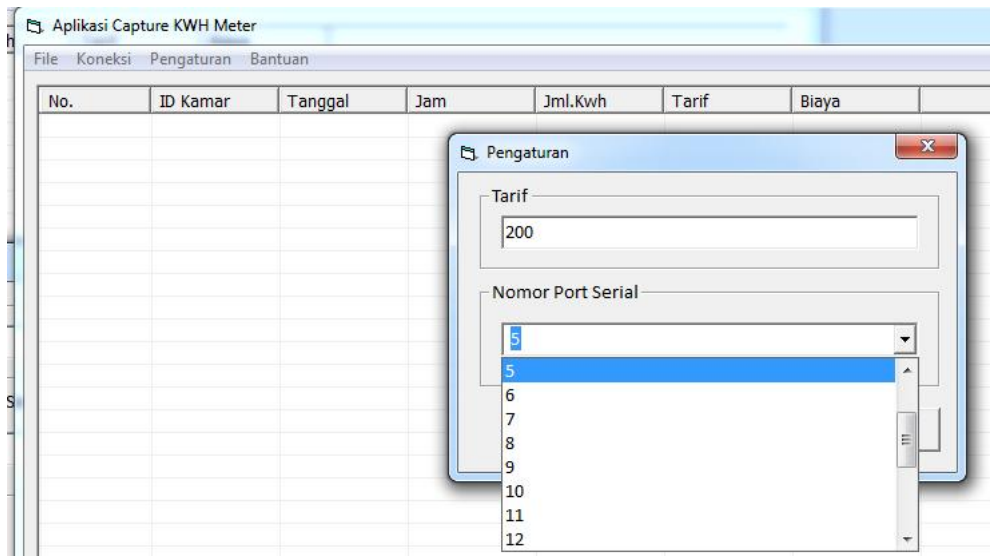 Aplikasi Capture KWH Meter
File Koneksi Pengaturan Bantuan
No. ID Kamar Tanggal Jam Jml.Kwh Tarif Biaya
Pengaturan
Tarif
200
Nomor Port Serial
5
5
6
7
8
9
10
11
12